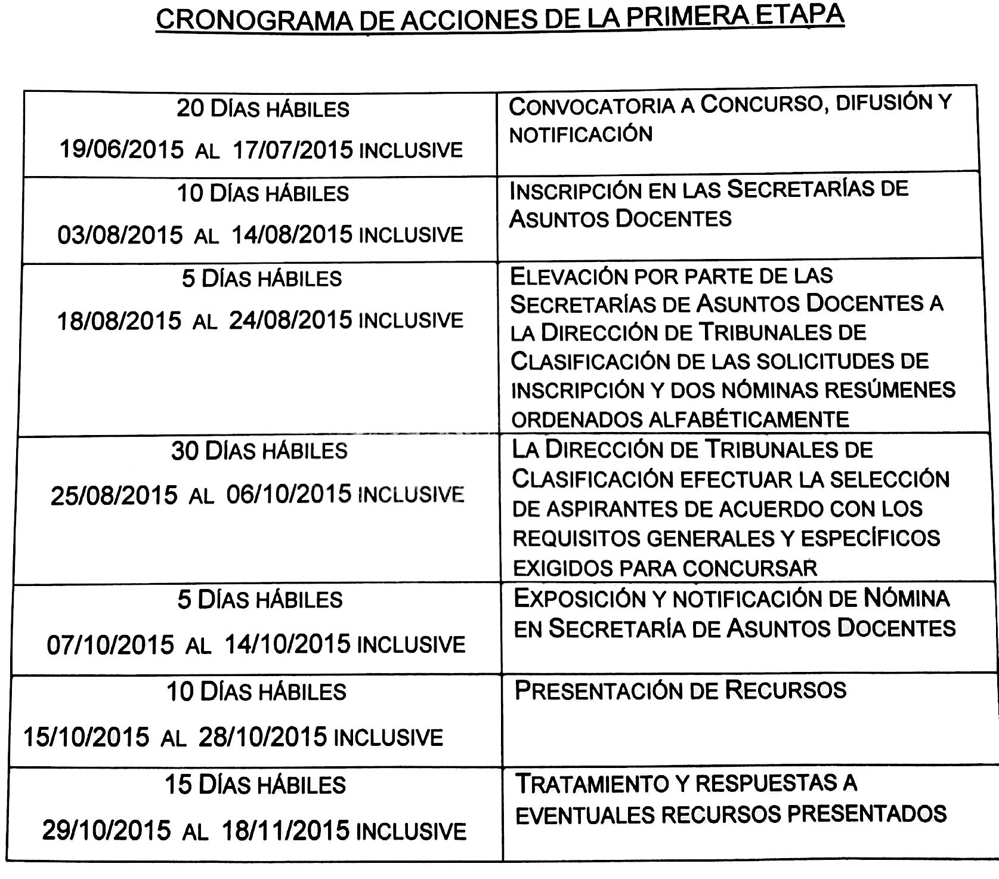 CRONOGRAMA DE ACCIONES DE LA PRIMERA ETAPA
20 DÍAS HÁBILES
19/06/2015 AL 17/07/2015 INCLUSIVE
CONVOCATORIA A CONCURSO, DIFUSIÓN Y
NOTIFICACIÓN
10 DÍAS HÁBILES
03/08/2015 AL 14/08/2015 INCLUSIVE
INSCRIPCIÓN EN LAS SECRETARÍAS DE
ASUNTOS DOCENTES
5 DÍAS HÁBILES
18/08/2015 AL 24/08/2015 INCLUSIVE
ELEVACIÓN POR PARTE DE LAS
SECRETARÍAS DE ASUNTOS DOCENTES A
LA DIRECCIÓN DE TRIBUNALES DE
CLASIFICACIÓN DE LAS SOLICITUDES DE
INSCRIPCIÓN Y DOS NÓMINAS RESÚMENES
ORDENADOS ALFABÉTICAMENTE
30 DÍAS HÁBILES
25/08/2015 AL 06/10/2015 INCLUSIVE
LA DIRECCIÓN DE TRIBUNALES DE
CLASIFICACIÓN EFECTUAR LA SELECCIÓN
DE ASPIRANTES DE ACUERDO CON LOS
REQUISITOS GENERALES Y ESPECÍFICOS
EXIGIDOS PARA CONCURSAR
5 DÍAS HÁBILES
07/10/2015 AL 14/10/2015 INCLUSIVE
EXPOSICIÓN Y NOTIFICACIÓN DE NÓMINA
EN SECRETARÍA DE ASUNTOS DOCENTES
10 DÍAS HÁBILES
15/10/2015 AL 28/10/2015 INCLUSIVE
PRESENTACIÓN DE RECURSOS
15 DÍAS HÁBILES
29/10/2015 AL 18/11/2015 INCLUSIVE
TRATAMIENTO Y RESPUESTAS A
EVENTUALES RECURSOS PRESENTADOS